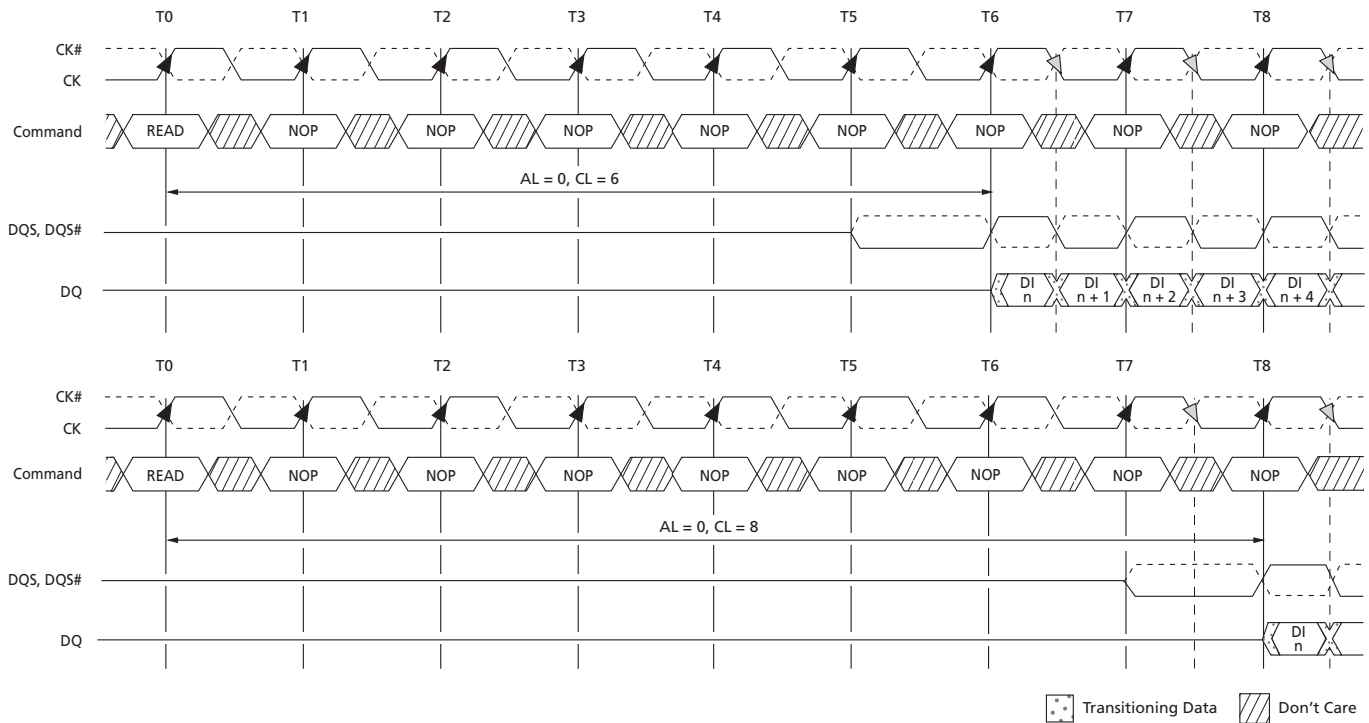 T0 T1 T2 T3 T4 T5 T6 T7 T8
CK#
CK
Command READ NOP NOP NOP NOP NOP NOP NOP NOP
AL = 0, CL = 6
DQS, DQS#
DQ DI n DI n + 1 DI n + 2 DI n + 3 DI n + 4
T0 T1 T2 T3 T4 T5 T6 T7 T8
CK#
CK
Command READ NOP NOP NOP NOP NOP NOP NOP NOP
AL = 0, CL = 8
DQS, DQS#
DQ DI n
Transitioning Data Don't Care